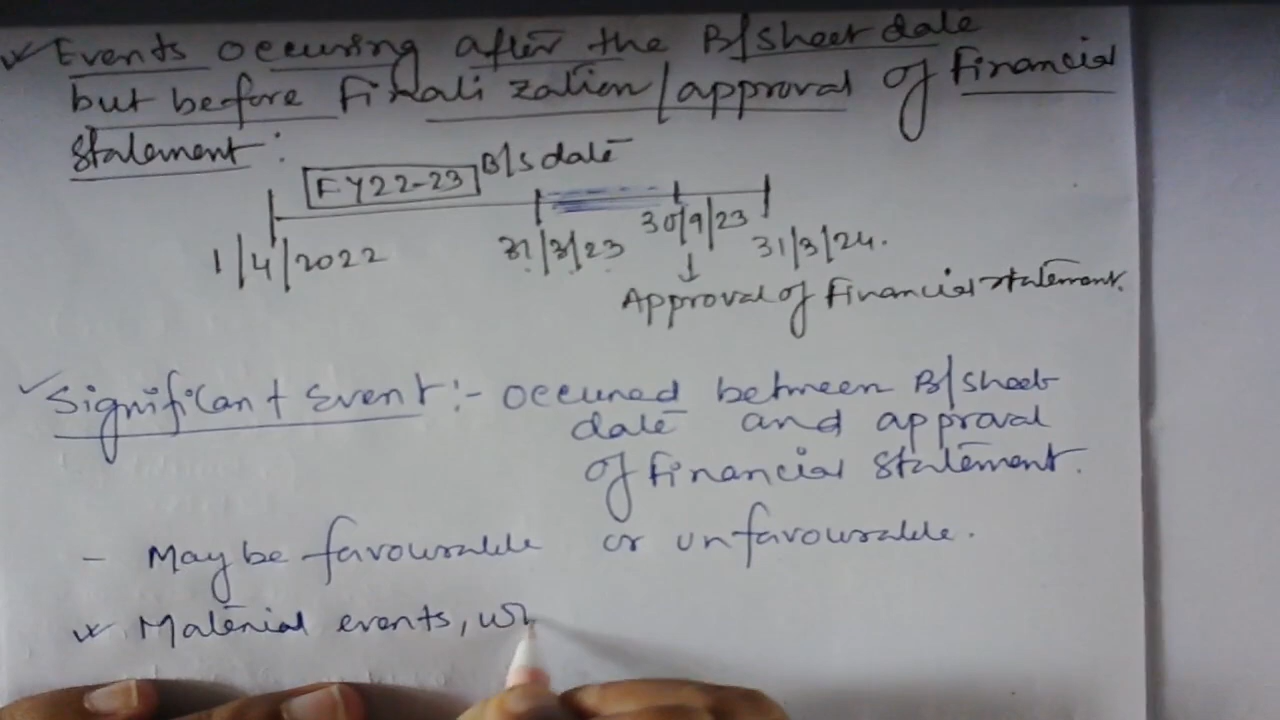 Events occuring after the B/sheet date
but before Finalization/approval of Financial
statement:
FY22-23 B/s date
1/4/2022 31/3/23 30/9/23 31/3/24.
↓
Approval of Financial statement.
Significant Event:- occured between B/sheet
date and approval
of Financial statement.
- May be favourable or unfavourable.
Material events, wh